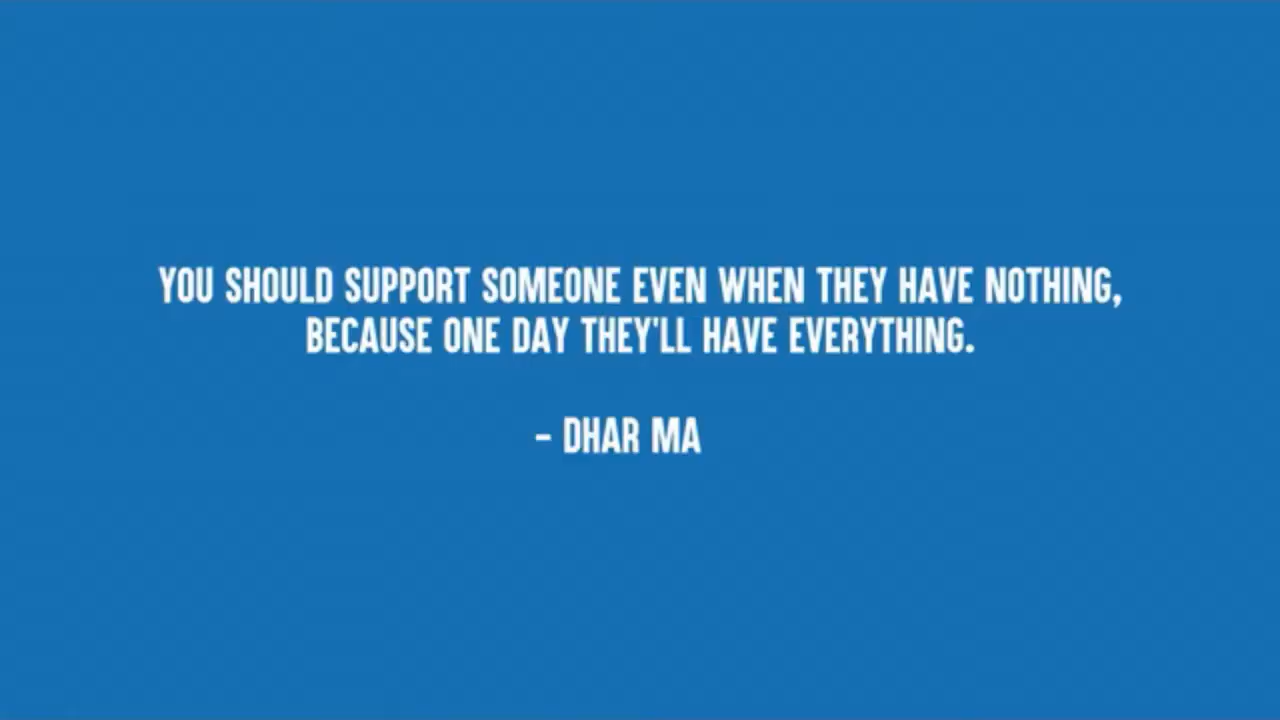 YOU SHOULD SUPPORT SOMEONE EVEN WHEN THEY HAVE NOTHING,
BECAUSE ONE DAY THEY'LL HAVE EVERYTHING.
- DHAR MA